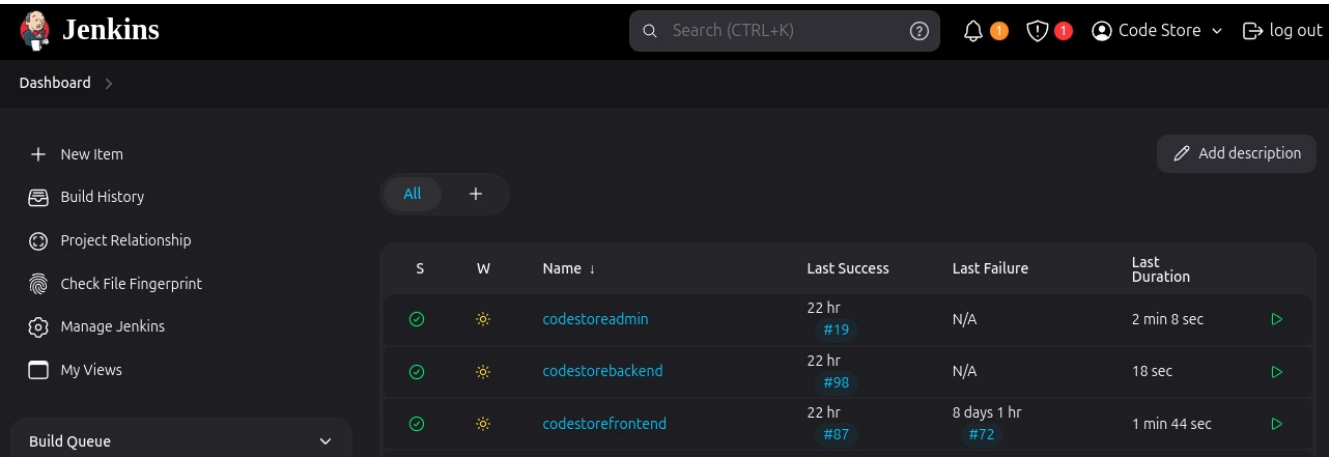 Jenkins
Search (CTRL+K)
1
1
Code Store
log out
Dashboard
New Item
Build History
Project Relationship
Check File Fingerprint
Manage Jenkins
My Views
Build Queue
Add description
All +
S W Name ↓ Last Success Last Failure Last Duration
codestoreadmin 22 hr #19 N/A 2 min 8 sec
codestorebackend 22 hr #98 N/A 18 sec
codestorefrontend 22 hr #87 8 days 1 hr #72 1 min 44 sec